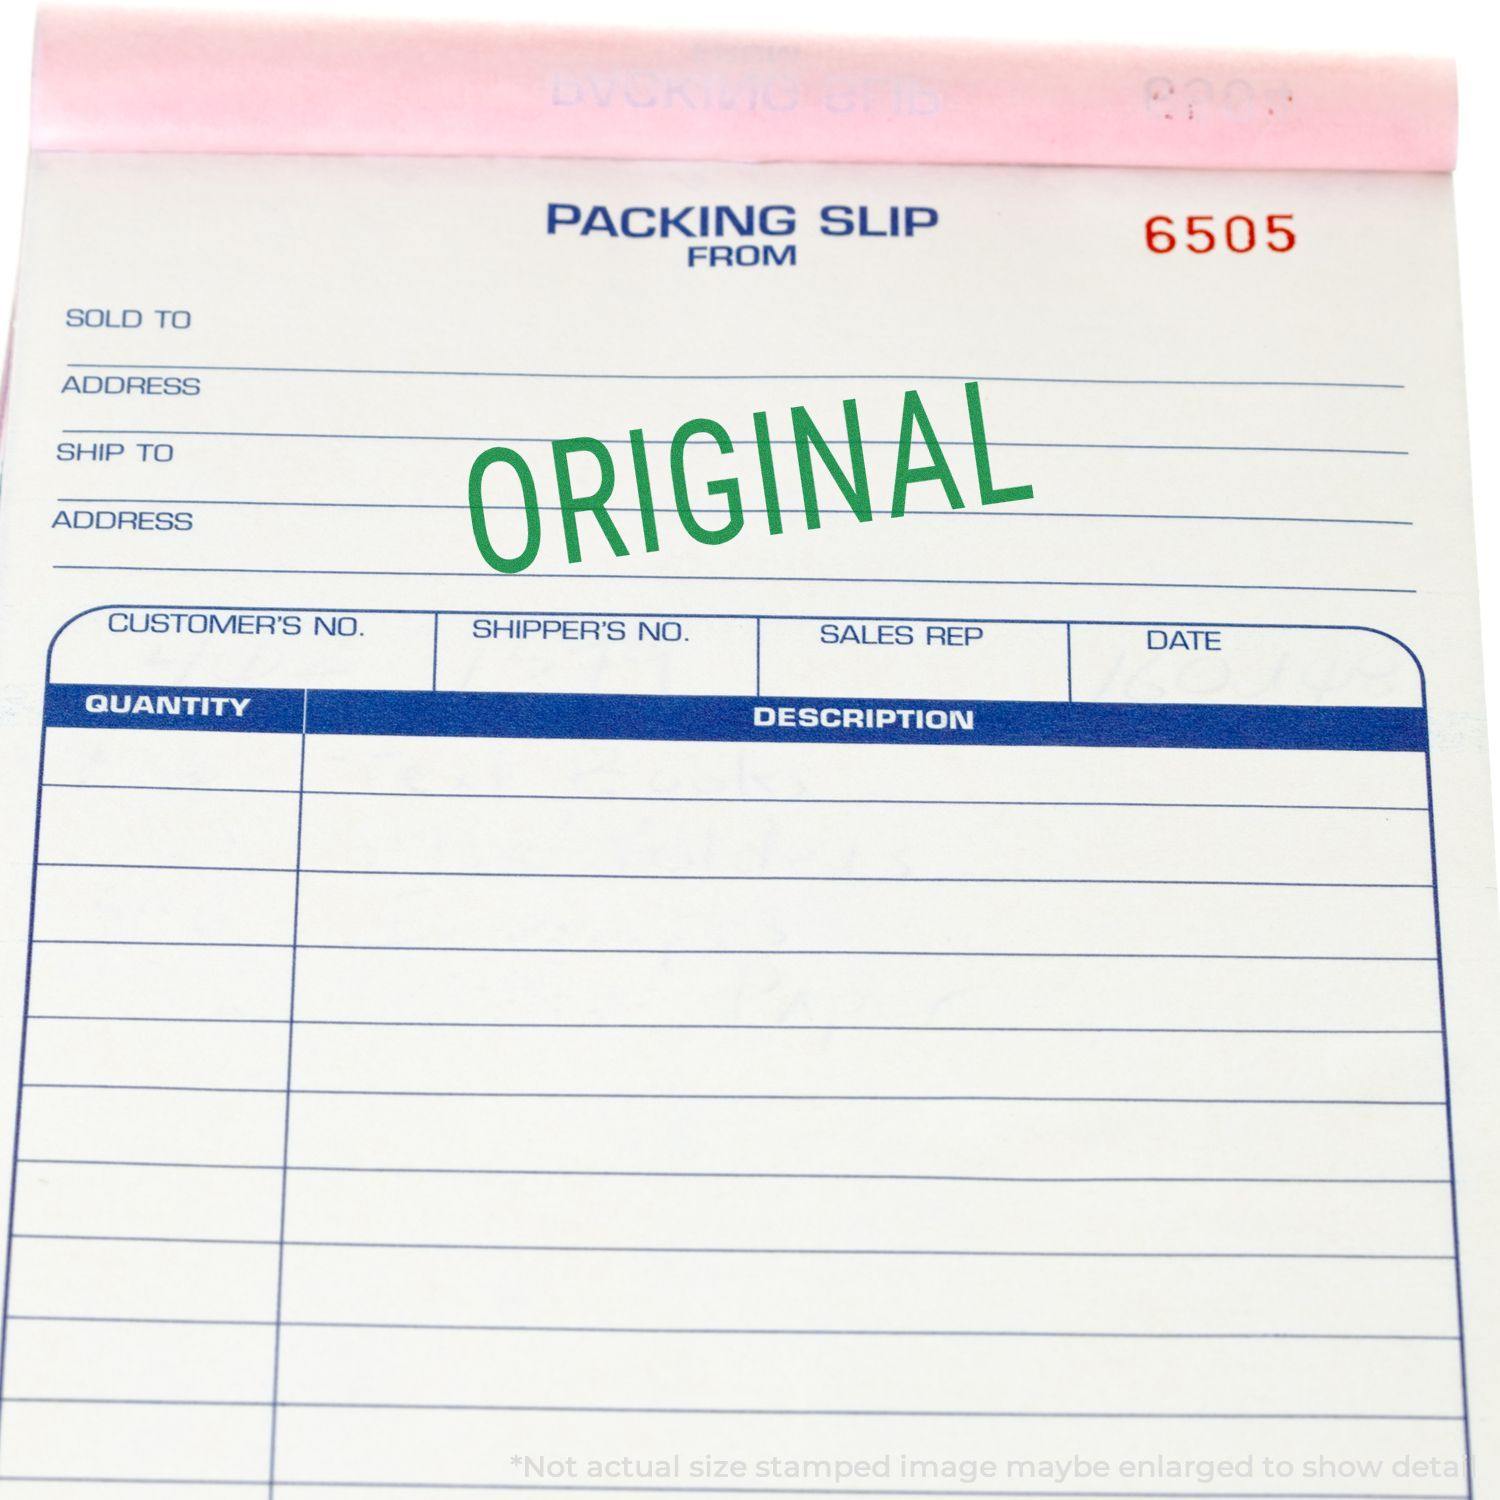 PACKING SLIP
6505
FROM
SOLD TO
ADDRESS
SHIP TO
ADDRESS
ORIGINAL
CUSTOMER'S NO. SHIPPER'S NO. SALES REP DATE
QUANTITY DESCRIPTION
*Not actual size stamped image maybe enlarged to show detail